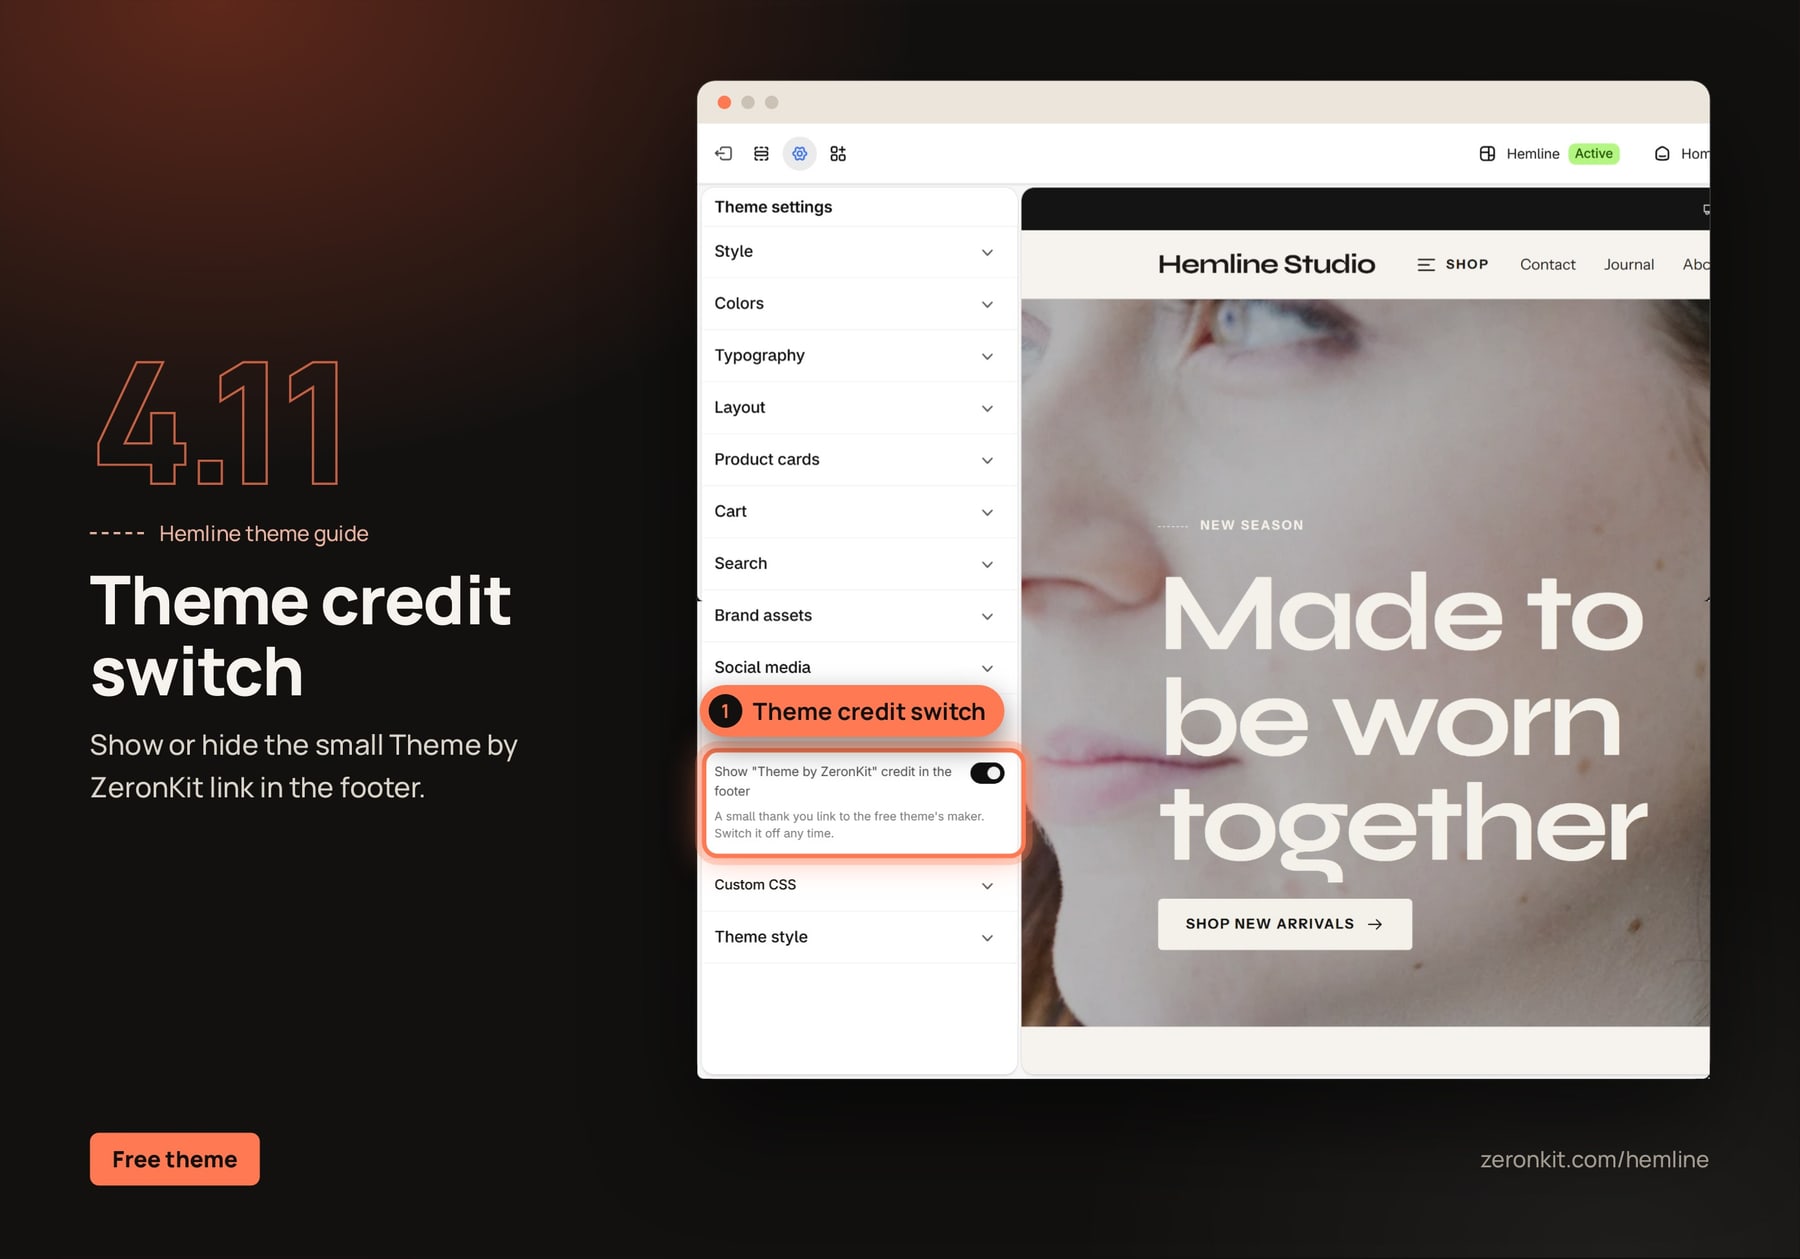 4.11
Hemline theme guide
Theme credit
switch
Show or hide the small Theme by
ZeronKit link in the footer.
Free theme
Hemline Active Hom
Theme settings
Style
Colors
Typography
Layout
Product cards
Cart
Search
Brand assets
Social media
1 Theme credit switch
Show "Theme by ZeronKit" credit in the
footer
A small thank you link to the free theme's maker.
Switch it off any time.
Custom CSS
Theme style
Hemline Studio SHOP Contact Journal Abo
NEW SEASON
Made to
be worn
together
SHOP NEW ARRIVALS
zeronkit.com/hemline